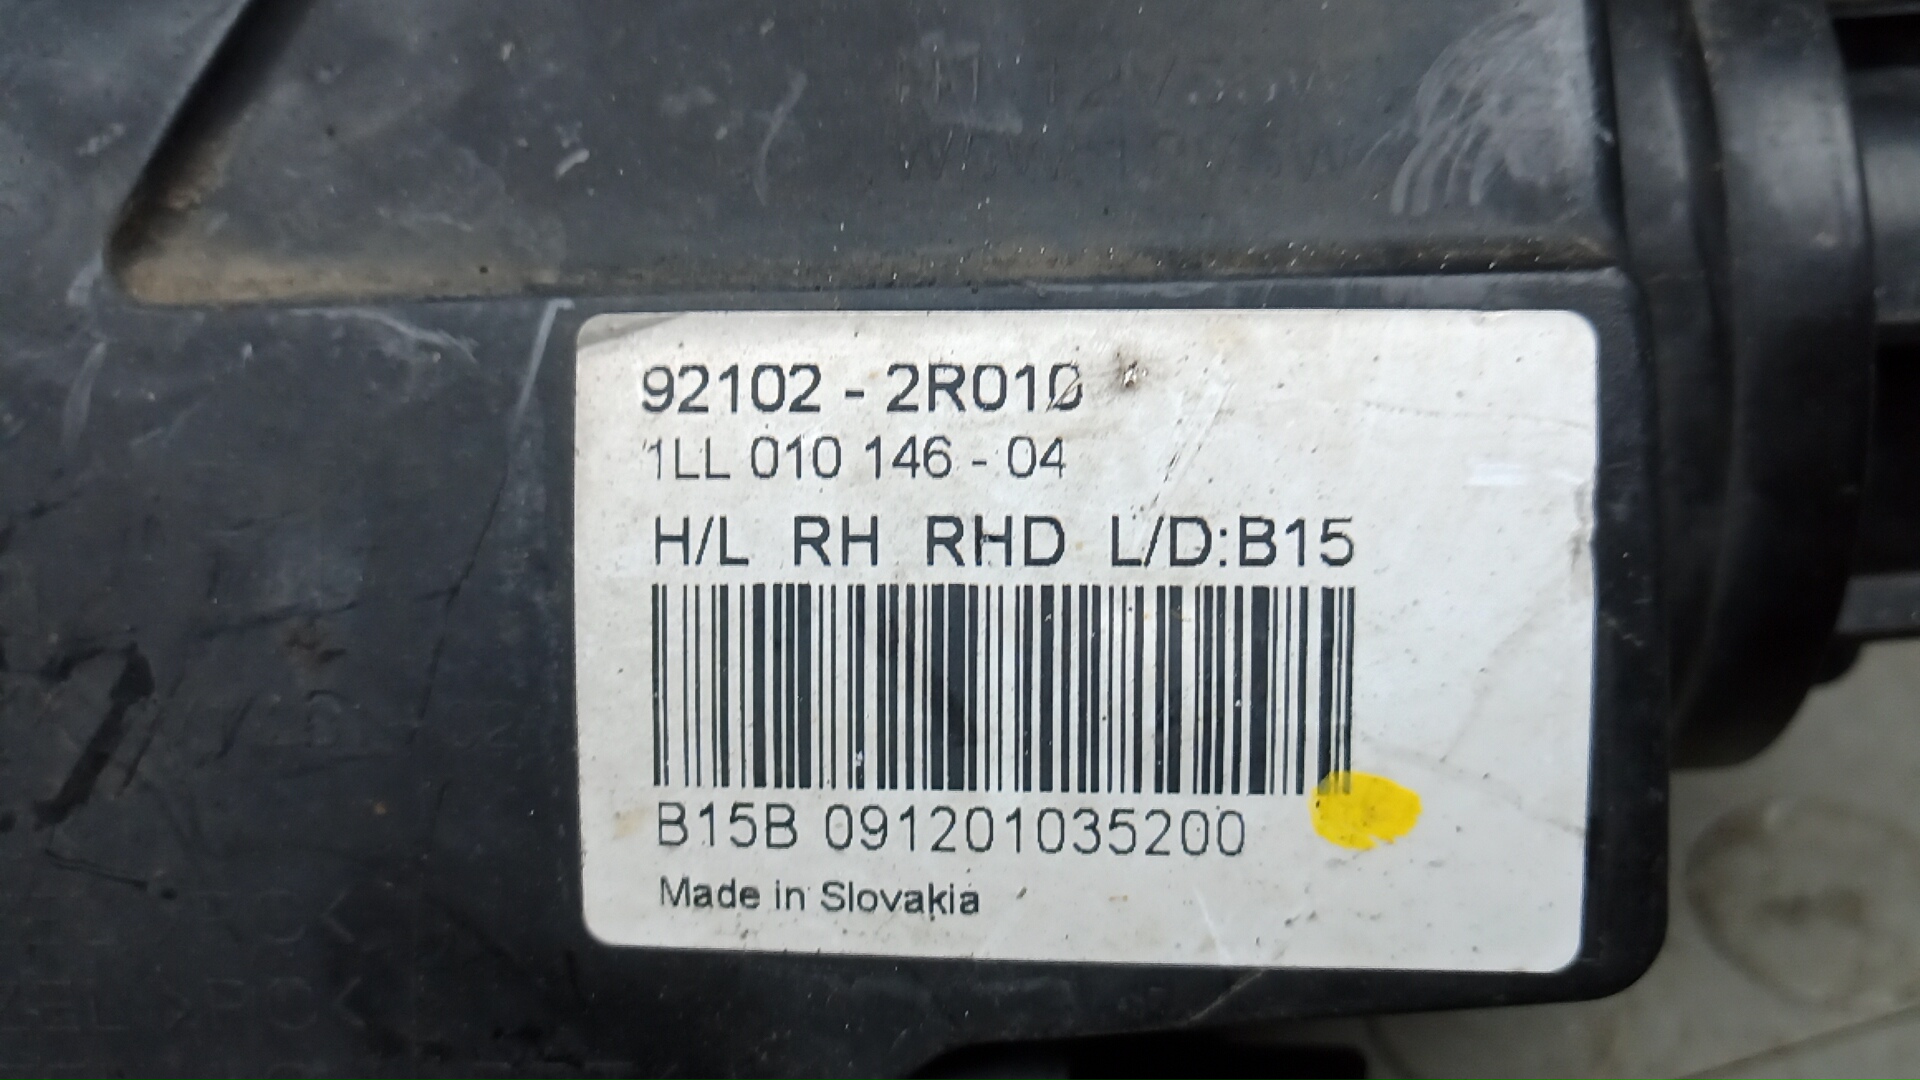 92102 - 2R010
1LL 010 146 - 04
H/L RH RHD L/D:B15
B15B 091201035200
Made in Slovakia